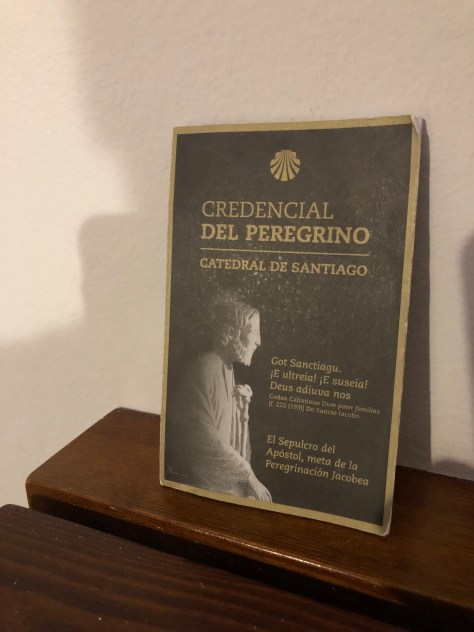 CREDENCIAL
DEL PEREGRINO
CATEDRAL DE SANTIAGO
Got Sanctiagu.
¡E ultreia! ¡E suseia!
Deus adiuva nos
Codex Calixtinus Dum pater familias
[f. 222 (193)] De Sancto Iacobo
El Sepulcro del
Apóstol, meta de la
Peregrinación Jacobea